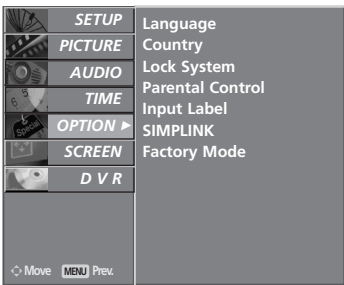 SETUP
PICTURE
AUDIO
TIME
OPTION
SCREEN
D V R
Language
Country
Lock System
Parental Control
Input Label
SIMPLINK
Factory Mode
Special
Move MENU Prev.